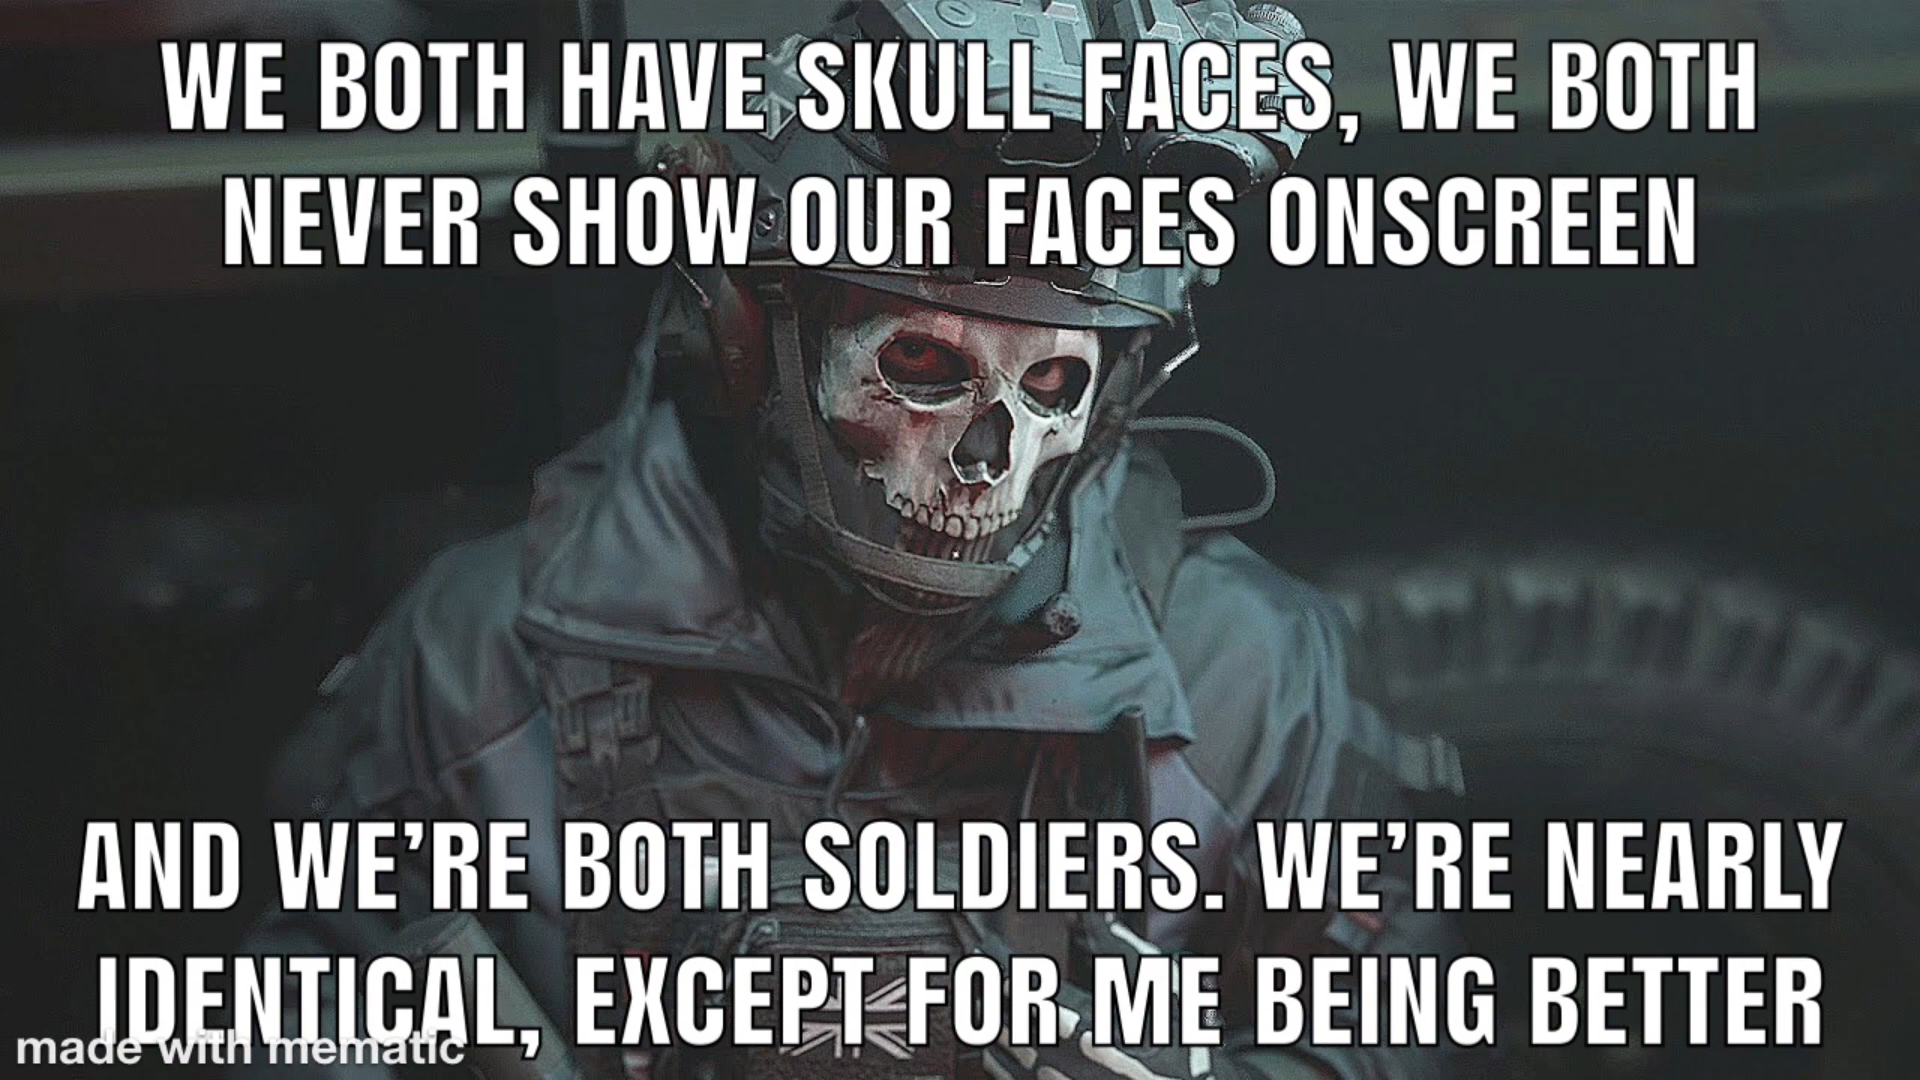 WE BOTH HAVE SKULL FACES, WE BOTH
NEVER SHOW OUR FACES ONSCREEN
AND WE’RE BOTH SOLDIERS. WE’RE NEARLY
IDENTICAL, EXCEPT FOR ME BEING BETTER
made with mematic